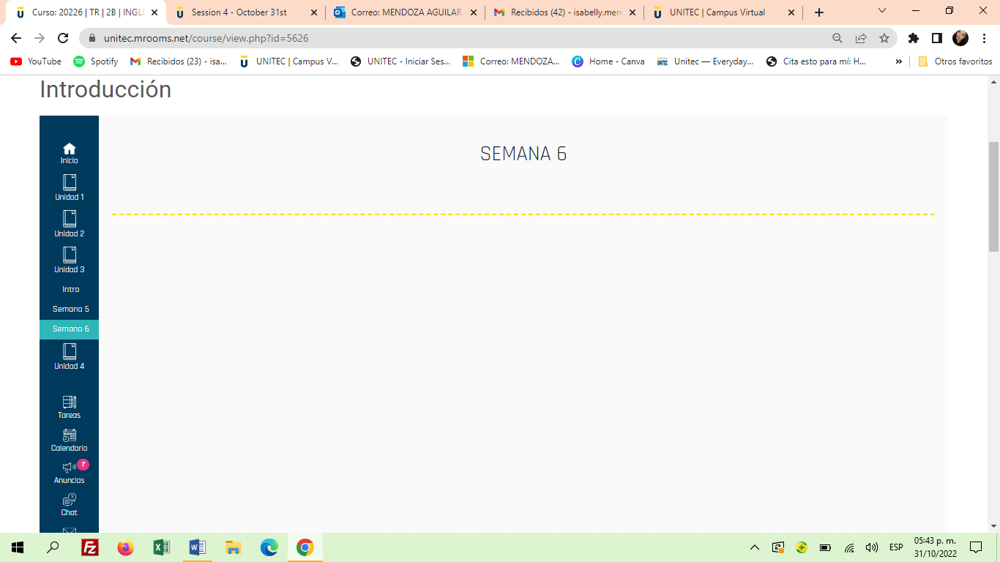 Curso: 20226 | TR | 2B | INGLÉ
Session 4 - October 31st
Correo: MENDOZA AGUILAR
Recibidos (42) - isabelly.men
UNITEC | Campus Virtual
unitec.mrooms.net/course/view.php?id=5626
YouTube
Spotify
Recibidos (23) - isa...
UNITEC | Campus V...
UNITEC - Iniciar Ses...
Correo: MENDOZA...
Home - Canva
Unitec — Everyday...
Cita esto para mí: H...
»
Otros favoritos
Introducción
Inicio
Unidad 1
Unidad 2
Unidad 3
Intro
Semana 5
Semana 6
Unidad 4
Tareas
Calendario
7
Anuncios
Chat
SEMANA 6
ESP
05:43 p. m.
31/10/2022